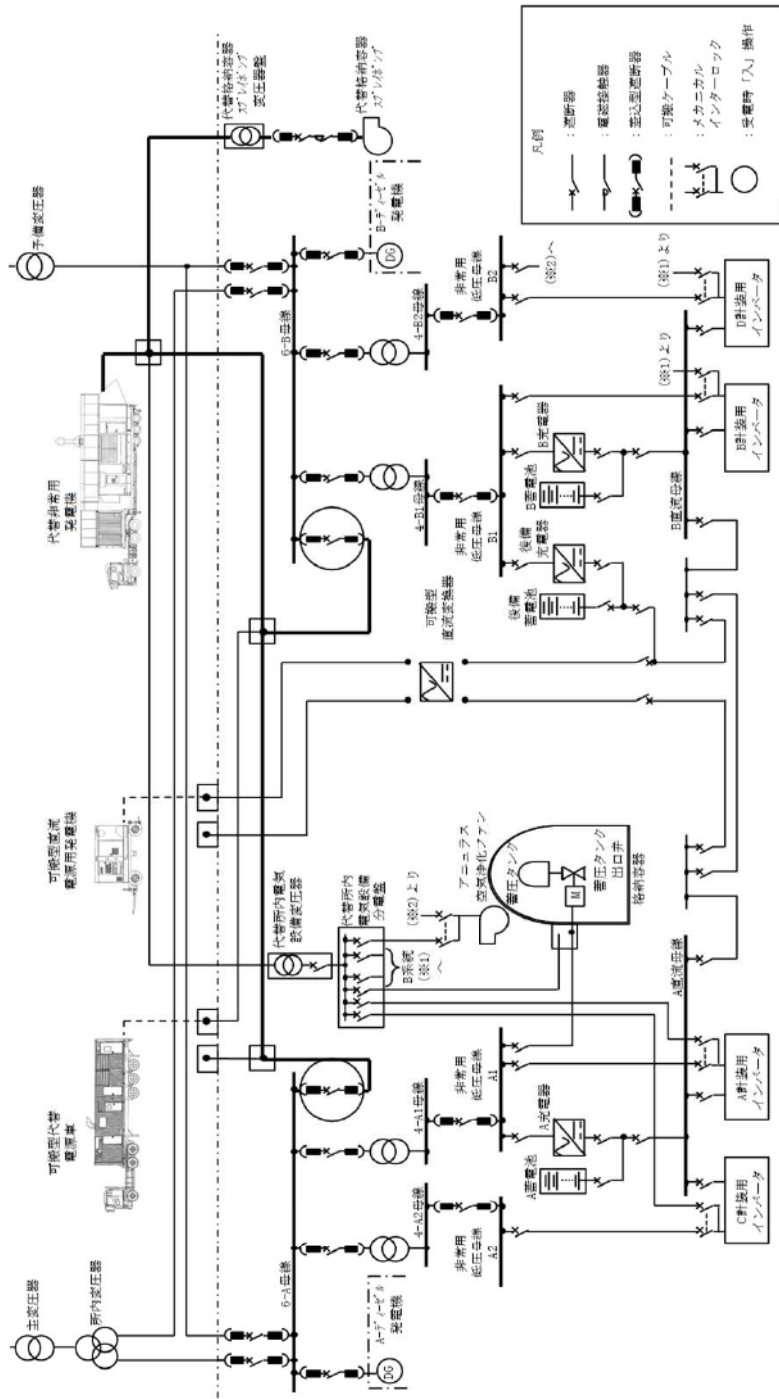 主変圧器
所内変圧器
可搬型代替
電源車
可搬型直流
電源用発電機
代替非常用
発電機
予備変圧器
代替格納容器
スプレイポンプ
変圧器盤
代替格納容器
スプレイポンプ
A-ディーゼル
発電機
DG
6-A母線
4-A2母線
非常用
低圧母線
A2
4-A1母線
非常用
低圧母線
A1
A充電器
A蓄電池
A直流母線
C計装用
インバータ
A計装用
インバータ
代替所内電気
設備変圧器
代替所内
電気設備
分電盤
B系統
(※1)
へ
(※2)より
アニュラス
空気浄化ファン
蓄圧タンク
M
蓄圧タンク
出口弁
格納容器
可搬型
直流変換器
6-B母線
B-ディーゼル
発電機
DG
4-B1母線
非常用
低圧母線
B1
4-B2母線
非常用
低圧母線
B2
(※2)へ
後備
充電器
後備
蓄電池
B充電器
B蓄電池
B直流母線
(※1)より
(※1)より
B計装用
インバータ
D計装用
インバータ
凡例
:遮断器
:電磁接触器
:差込型遮断器
:可搬ケーブル
:メカニカル
インターロック
:受電時「入」操作